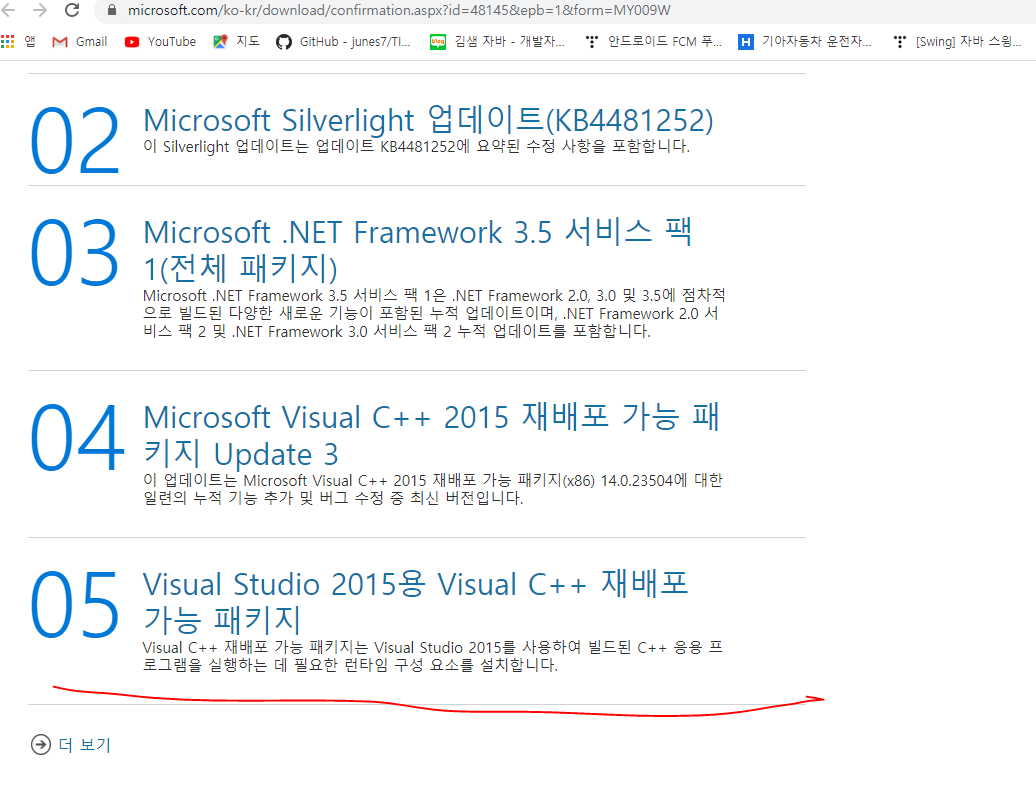 microsoft.com/ko-kr/download/confirmation.aspx?id=48145&epb=1&form=MY009W
앱 Gmail YouTube 지도 GitHub - junes7/TI... blog 김샘 자바 - 개발자... 안드로이드 FCM 푸... H 기아자동차 운전자... [Swing] 자바 스윙...
02 Microsoft Silverlight 업데이트(KB4481252)
이 Silverlight 업데이트는 업데이트 KB4481252에 요약된 수정 사항을 포함합니다.
03 Microsoft .NET Framework 3.5 서비스 팩
1(전체 패키지)
Microsoft .NET Framework 3.5 서비스 팩 1은 .NET Framework 2.0, 3.0 및 3.5에 점차적
으로 빌드된 다양한 새로운 기능이 포함된 누적 업데이트이며, .NET Framework 2.0 서
비스 팩 2 및 .NET Framework 3.0 서비스 팩 2 누적 업데이트를 포함합니다.
04 Microsoft Visual C++ 2015 재배포 가능 패
키지 Update 3
이 업데이트는 Microsoft Visual C++ 2015 재배포 가능 패키지(x86) 14.0.23504에 대한
일련의 누적 기능 추가 및 버그 수정 중 최신 버전입니다.
05 Visual Studio 2015용 Visual C++ 재배포
가능 패키지
Visual C++ 재배포 가능 패키지는 Visual Studio 2015를 사용하여 빌드된 C++ 응용 프
로그램을 실행하는 데 필요한 런타임 구성 요소를 설치합니다.
더 보기